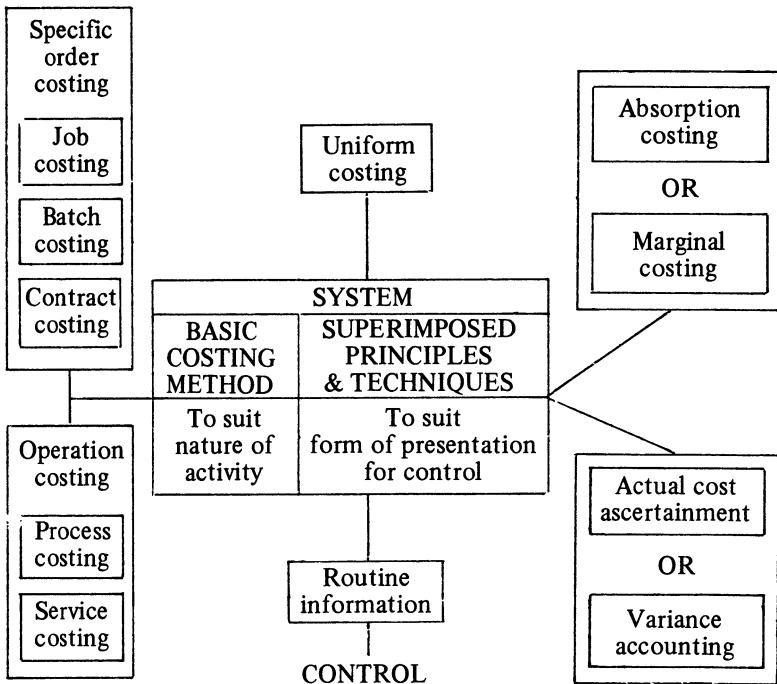 Specific
order
costing
Job
costing
Batch
costing
Contract
costing
Operation
costing
Process
costing
Service
costing
Uniform
costing
SYSTEM
BASIC
COSTING
METHOD
SUPERIMPOSED
PRINCIPLES
& TECHNIQUES
To suit
nature of
activity
To suit
form of presentation
for control
Routine
information
CONTROL
Absorption
costing
OR
Marginal
costing
Actual cost
ascertainment
OR
Variance
accounting